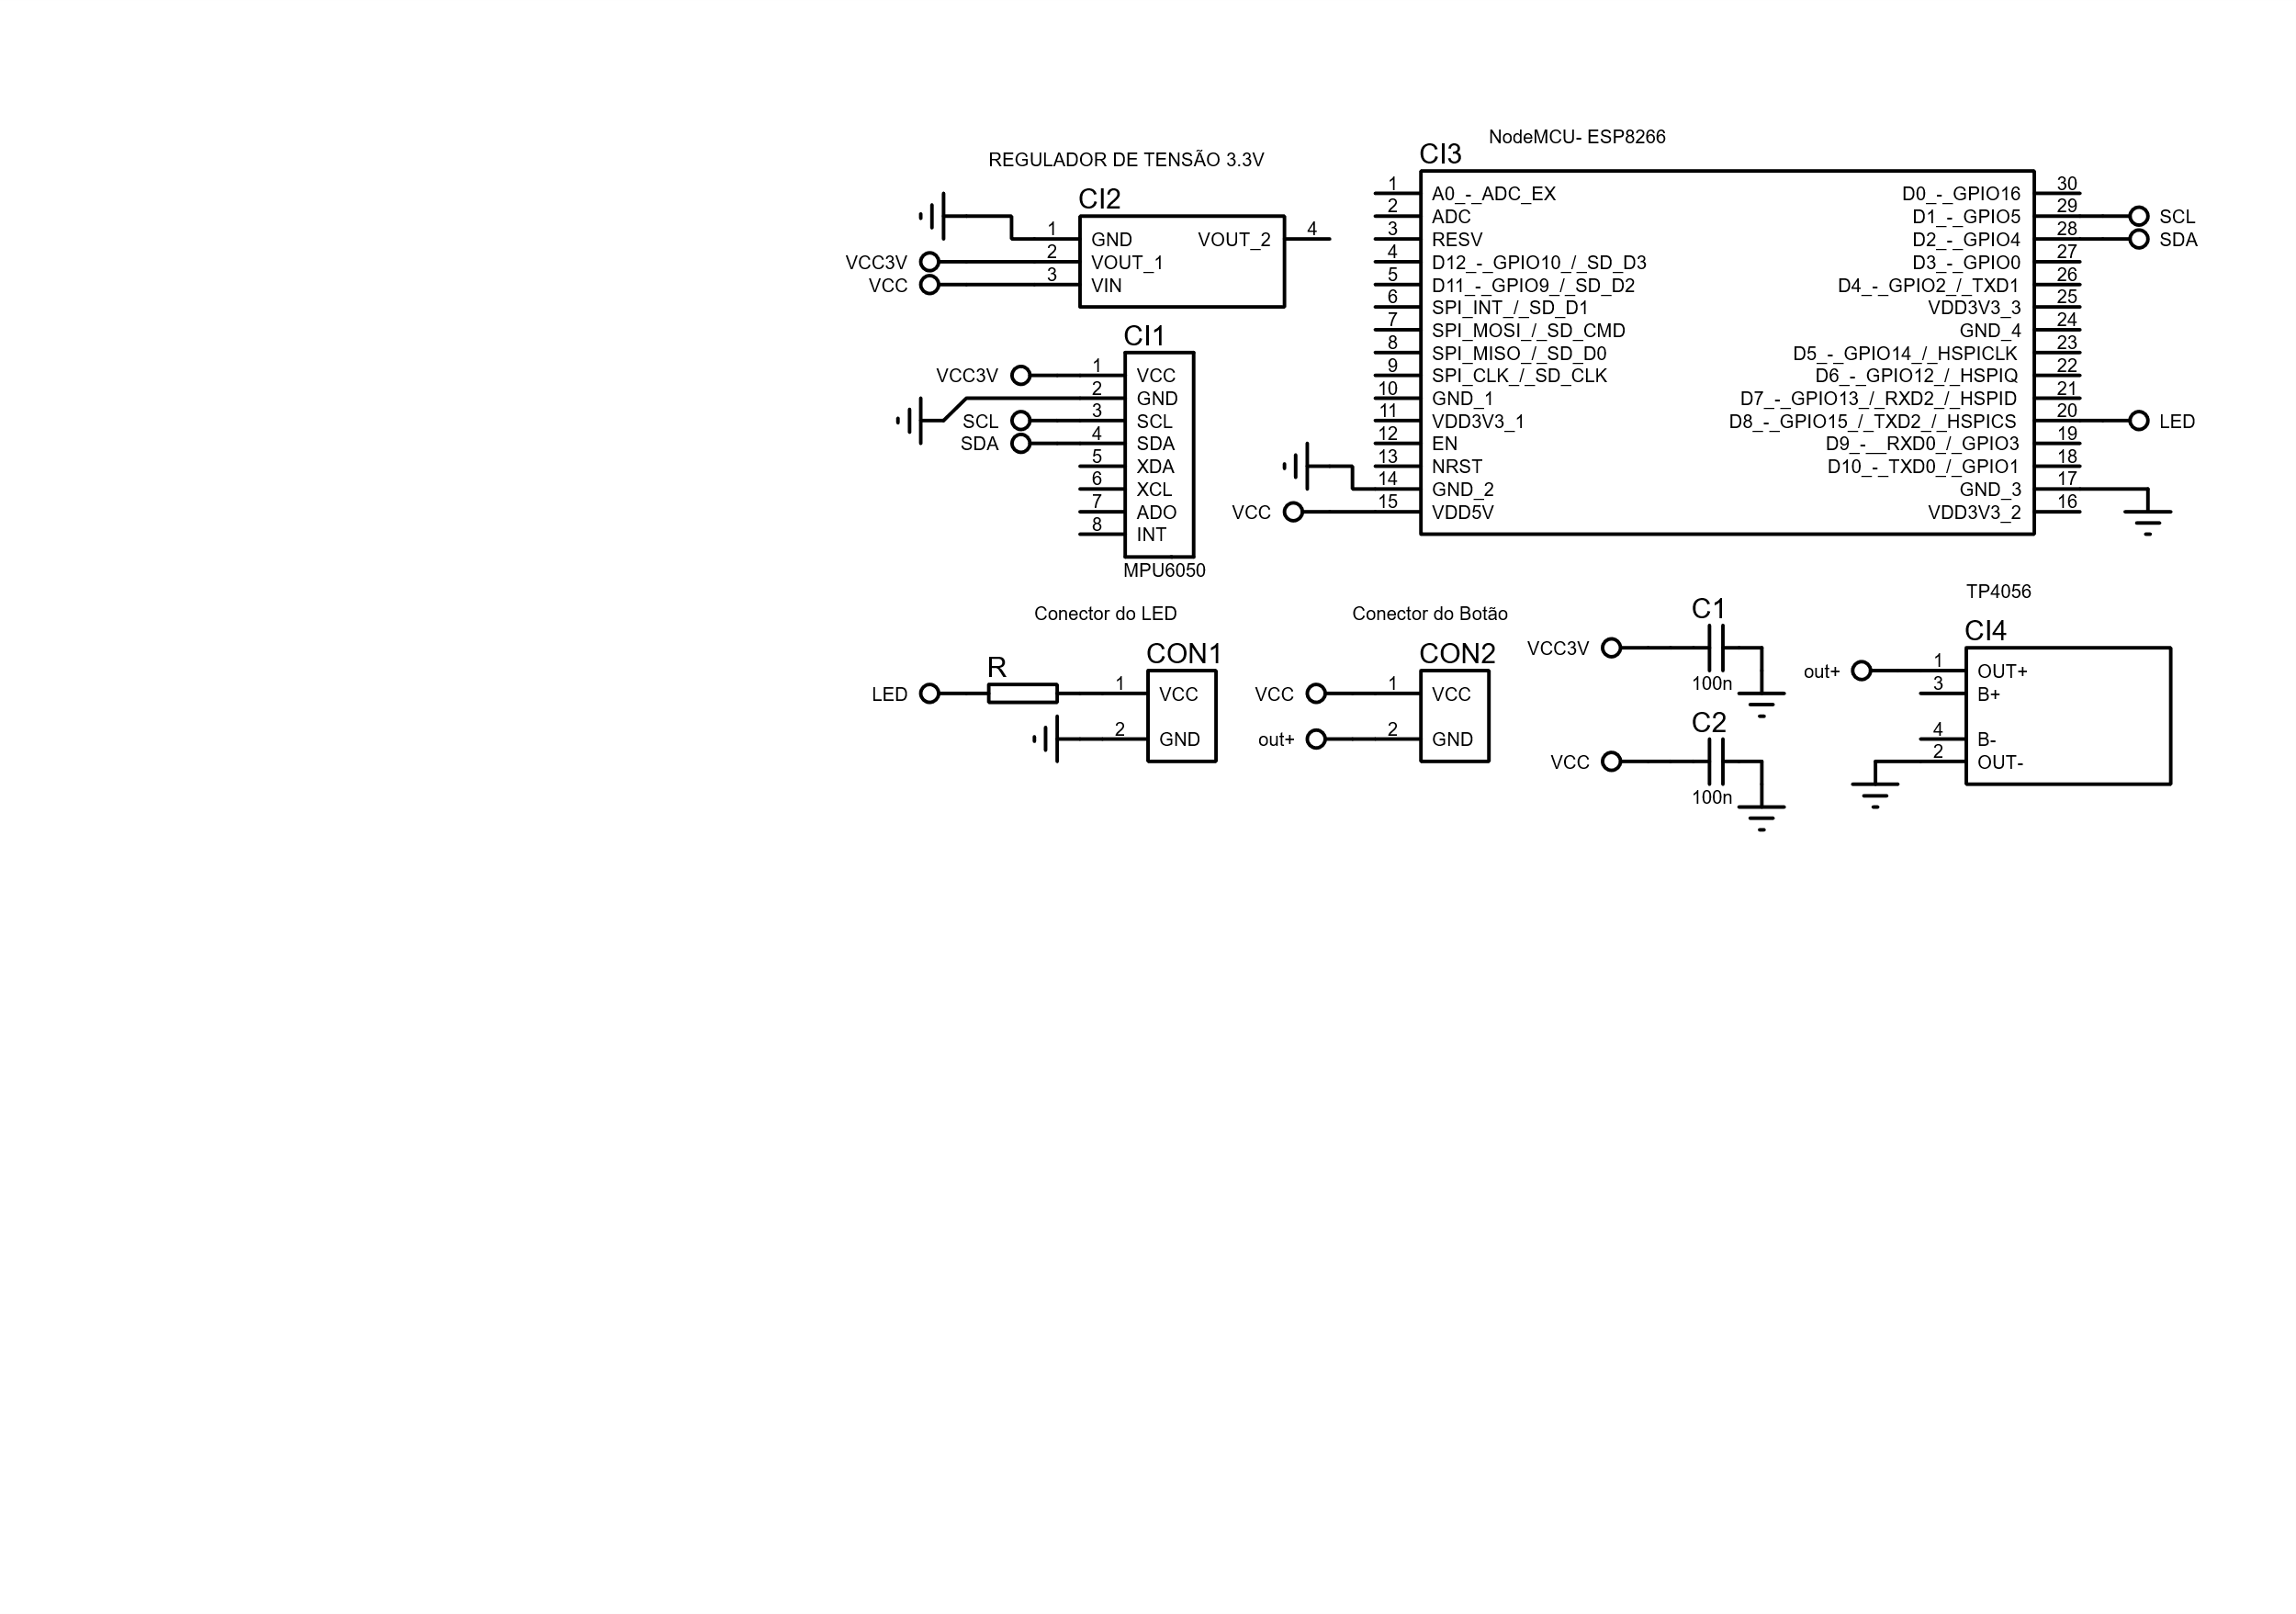 NodeMCU- ESP8266
REGULADOR DE TENSÃO 3.3V
CI2
1 GND VOUT_2 4
VCC3V 2 VOUT_1
VCC 3 VIN
CI1
VCC3V 1 VCC
2 GND
SCL 3 SCL
SDA 4 SDA
5 XDA
6 XCL
7 ADO
8 INT
MPU6050
CI3
1 A0_-_ADC_EX D0_-_GPIO16 30
2 ADC D1_-_GPIO5 29 SCL
3 RESV D2_-_GPIO4 28 SDA
4 D12_-_GPIO10_/_SD_D3 D3_-_GPIO0 27
5 D11_-_GPIO9_/_SD_D2 D4_-_GPIO2_/_TXD1 26
6 SPI_INT_/_SD_D1 VDD3V3_3 25
7 SPI_MOSI_/_SD_CMD GND_4 24
8 SPI_MISO_/_SD_D0 D5_-_GPIO14_/_HSPICLK 23
9 SPI_CLK_/_SD_CLK D6_-_GPIO12_/_HSPIQ 22
10 GND_1 D7_-_GPIO13_/_RXD2_/_HSPID 21
11 VDD3V3_1 D8_-_GPIO15_/_TXD2_/_HSPICS 20 LED
12 EN D9_-__RXD0_/_GPIO3 19
13 NRST D10_-_TXD0_/_GPIO1 18
14 GND_2 GND_3 17
VCC 15 VDD5V VDD3V3_2 16
Conector do LED
CON1
R
LED 1 VCC
2 GND
Conector do Botão
CON2
VCC 1 VCC
out+ 2 GND
C1
VCC3V
100n
C2
VCC
100n
TP4056
CI4
out+ 1 OUT+
3 B+
4 B-
2 OUT-